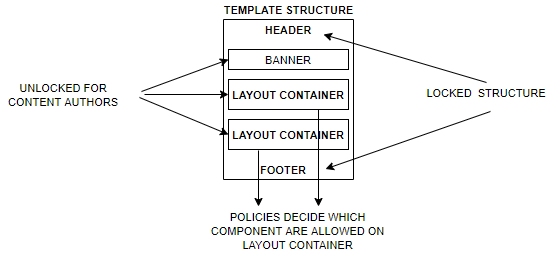 TEMPLATE STRUCTURE
HEADER
BANNER
UNLOCKED FOR
CONTENT AUTHORS
LAYOUT CONTAINER
LOCKED STRUCTURE
LAYOUT CONTAINER
FOOTER
POLICIES DECIDE WHICH
COMPONENT ARE ALLOWED ON
LAYOUT CONTAINER